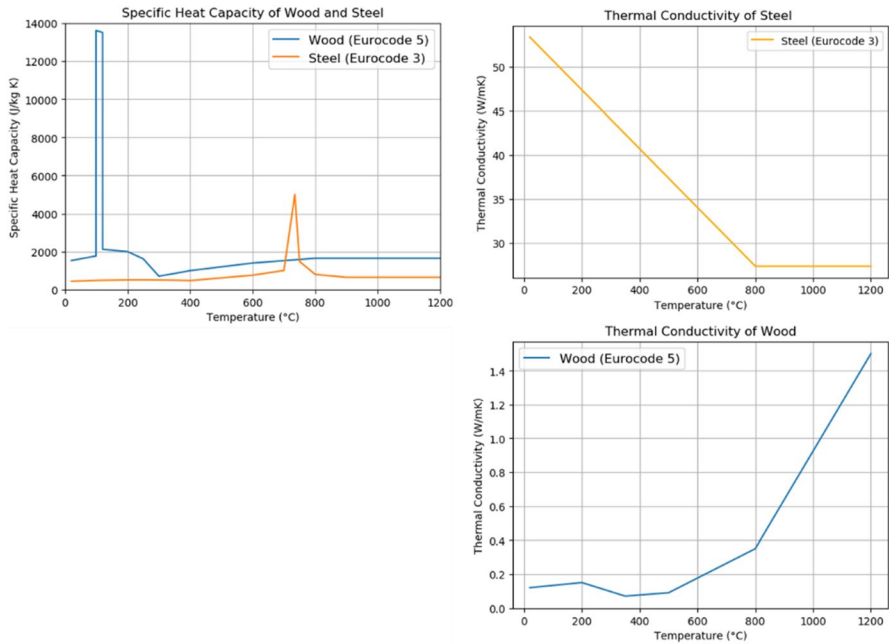 Specific Heat Capacity of Wood and Steel
14000
12000
10000
8000
6000
4000
2000
0
Specific Heat Capacity (J/kg K)
Wood (Eurocode 5)
Steel (Eurocode 3)
0 200 400 600 800 1000 1200
Temperature (°C)
Thermal Conductivity of Steel
50
45
40
35
30
Thermal Conductivity (W/mK)
Steel (Eurocode 3)
0 200 400 600 800 1000 1200
Temperature (°C)
Thermal Conductivity of Wood
1.4
1.2
1.0
0.8
0.6
0.4
0.2
0.0
Thermal Conductivity (W/mK)
Wood (Eurocode 5)
0 200 400 600 800 1000 1200
Temperature (°C)